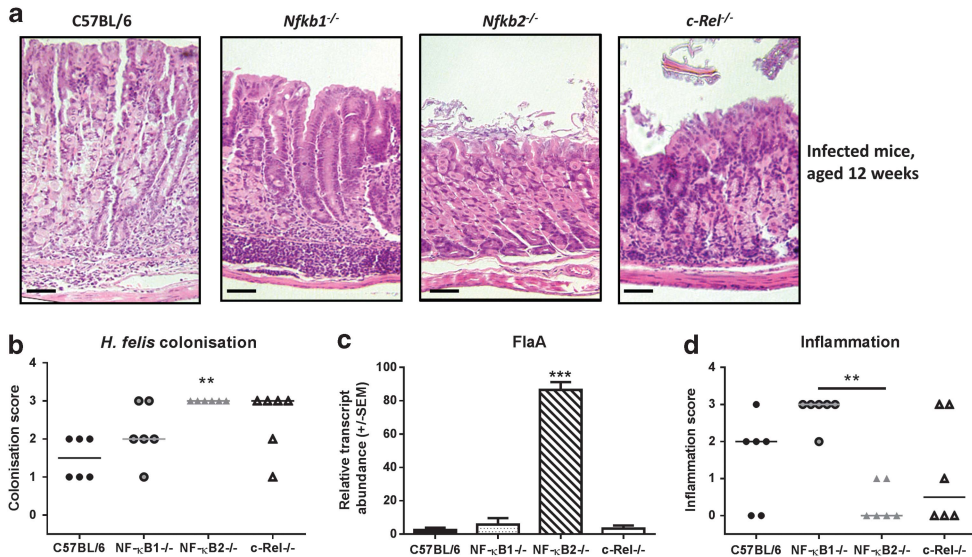 a
C57BL/6
Nfkb1-/-
Nfkb2-/-
c-Rel-/-
Infected mice,
aged 12 weeks
b
H. felis colonisation
Colonisation score
4
3
2
1
0
**
C57BL/6
NF-κB1-/-
NF-κB2-/-
c-Rel-/-
c
FlaA
Relative transcript
abundance (+/-SEM)
100
80
60
40
20
0
***
C57BL/6
NF-κB1-/-
NF-κB2-/-
c-Rel-/-
d
Inflammation
Inflammation score
4
3
2
1
0
**
C57BL/6
NF-κB1-/-
NF-κB2-/-
c-Rel-/-